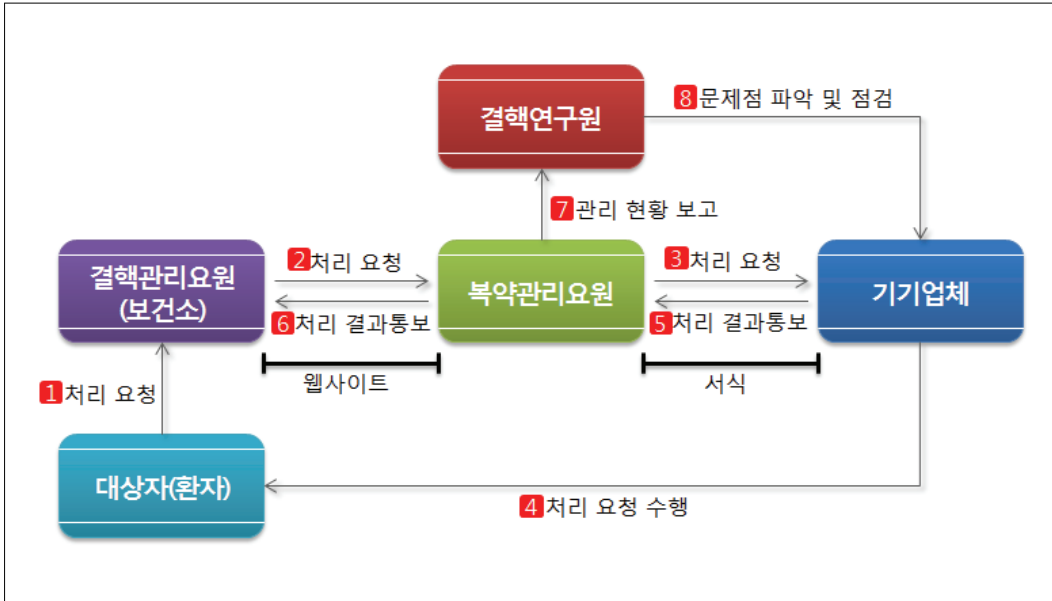 결핵연구원
8 문제점 파악 및 점검
7 관리 현황 보고
결핵관리요원
(보건소)
2 처리 요청
6 처리 결과통보
복약관리요원
3 처리 요청
5 처리 결과통보
기기업체
웹사이트
서식
1 처리 요청
대상자(환자)
4 처리 요청 수행